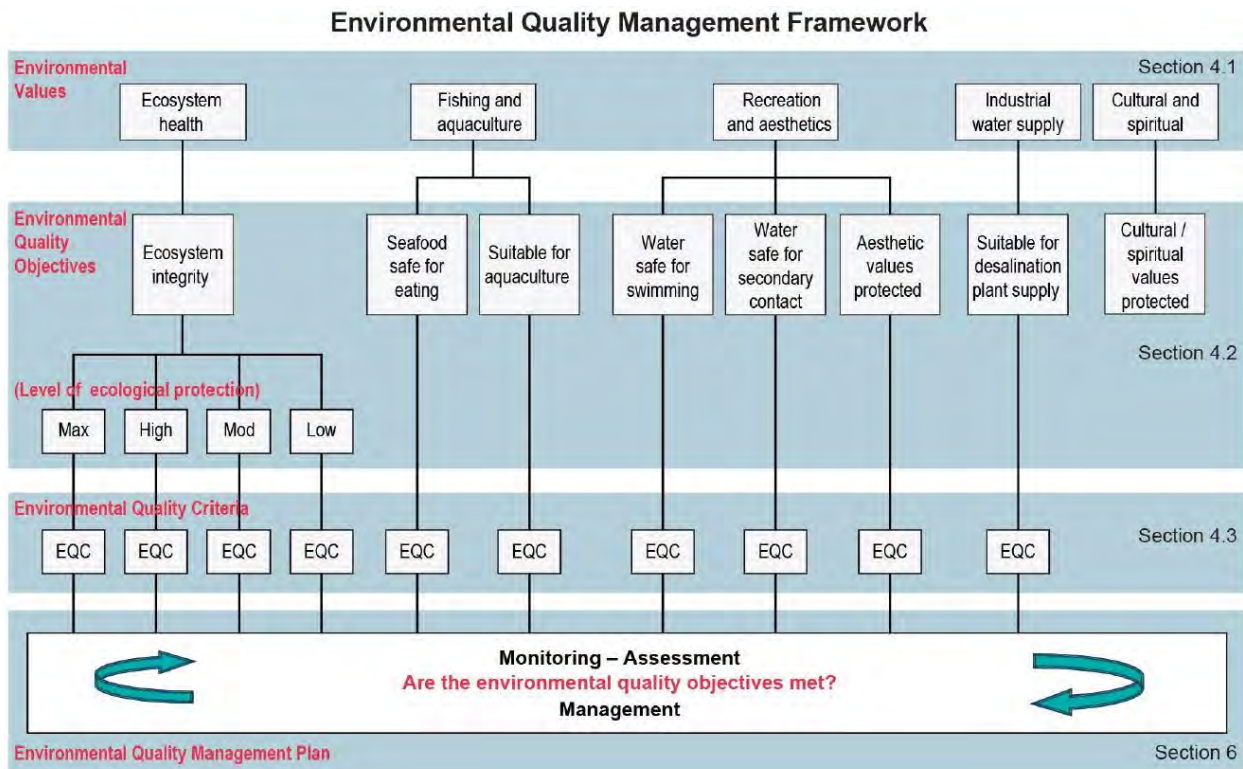 Environmental Quality Management Framework
Environmental
Values
Section 4.1
Ecosystem
health
Fishing and
aquaculture
Recreation
and aesthetics
Industrial
water supply
Cultural and
spiritual
Environmental
Quality
Objectives
Ecosystem
integrity
Seafood
safe for
eating
Suitable for
aquaculture
Water
safe for
swimming
Water
safe for
secondary
contact
Aesthetic
values
protected
Suitable for
desalination
plant supply
Cultural /
spiritual
values
protected
Section 4.2
(Level of ecological protection)
Max
High
Mod
Low
Environmental Quality Criteria
Section 4.3
EQC
EQC
EQC
EQC
EQC
EQC
EQC
EQC
EQC
EQC
Monitoring – Assessment
Are the environmental quality objectives met?
Management
Environmental Quality Management Plan
Section 6